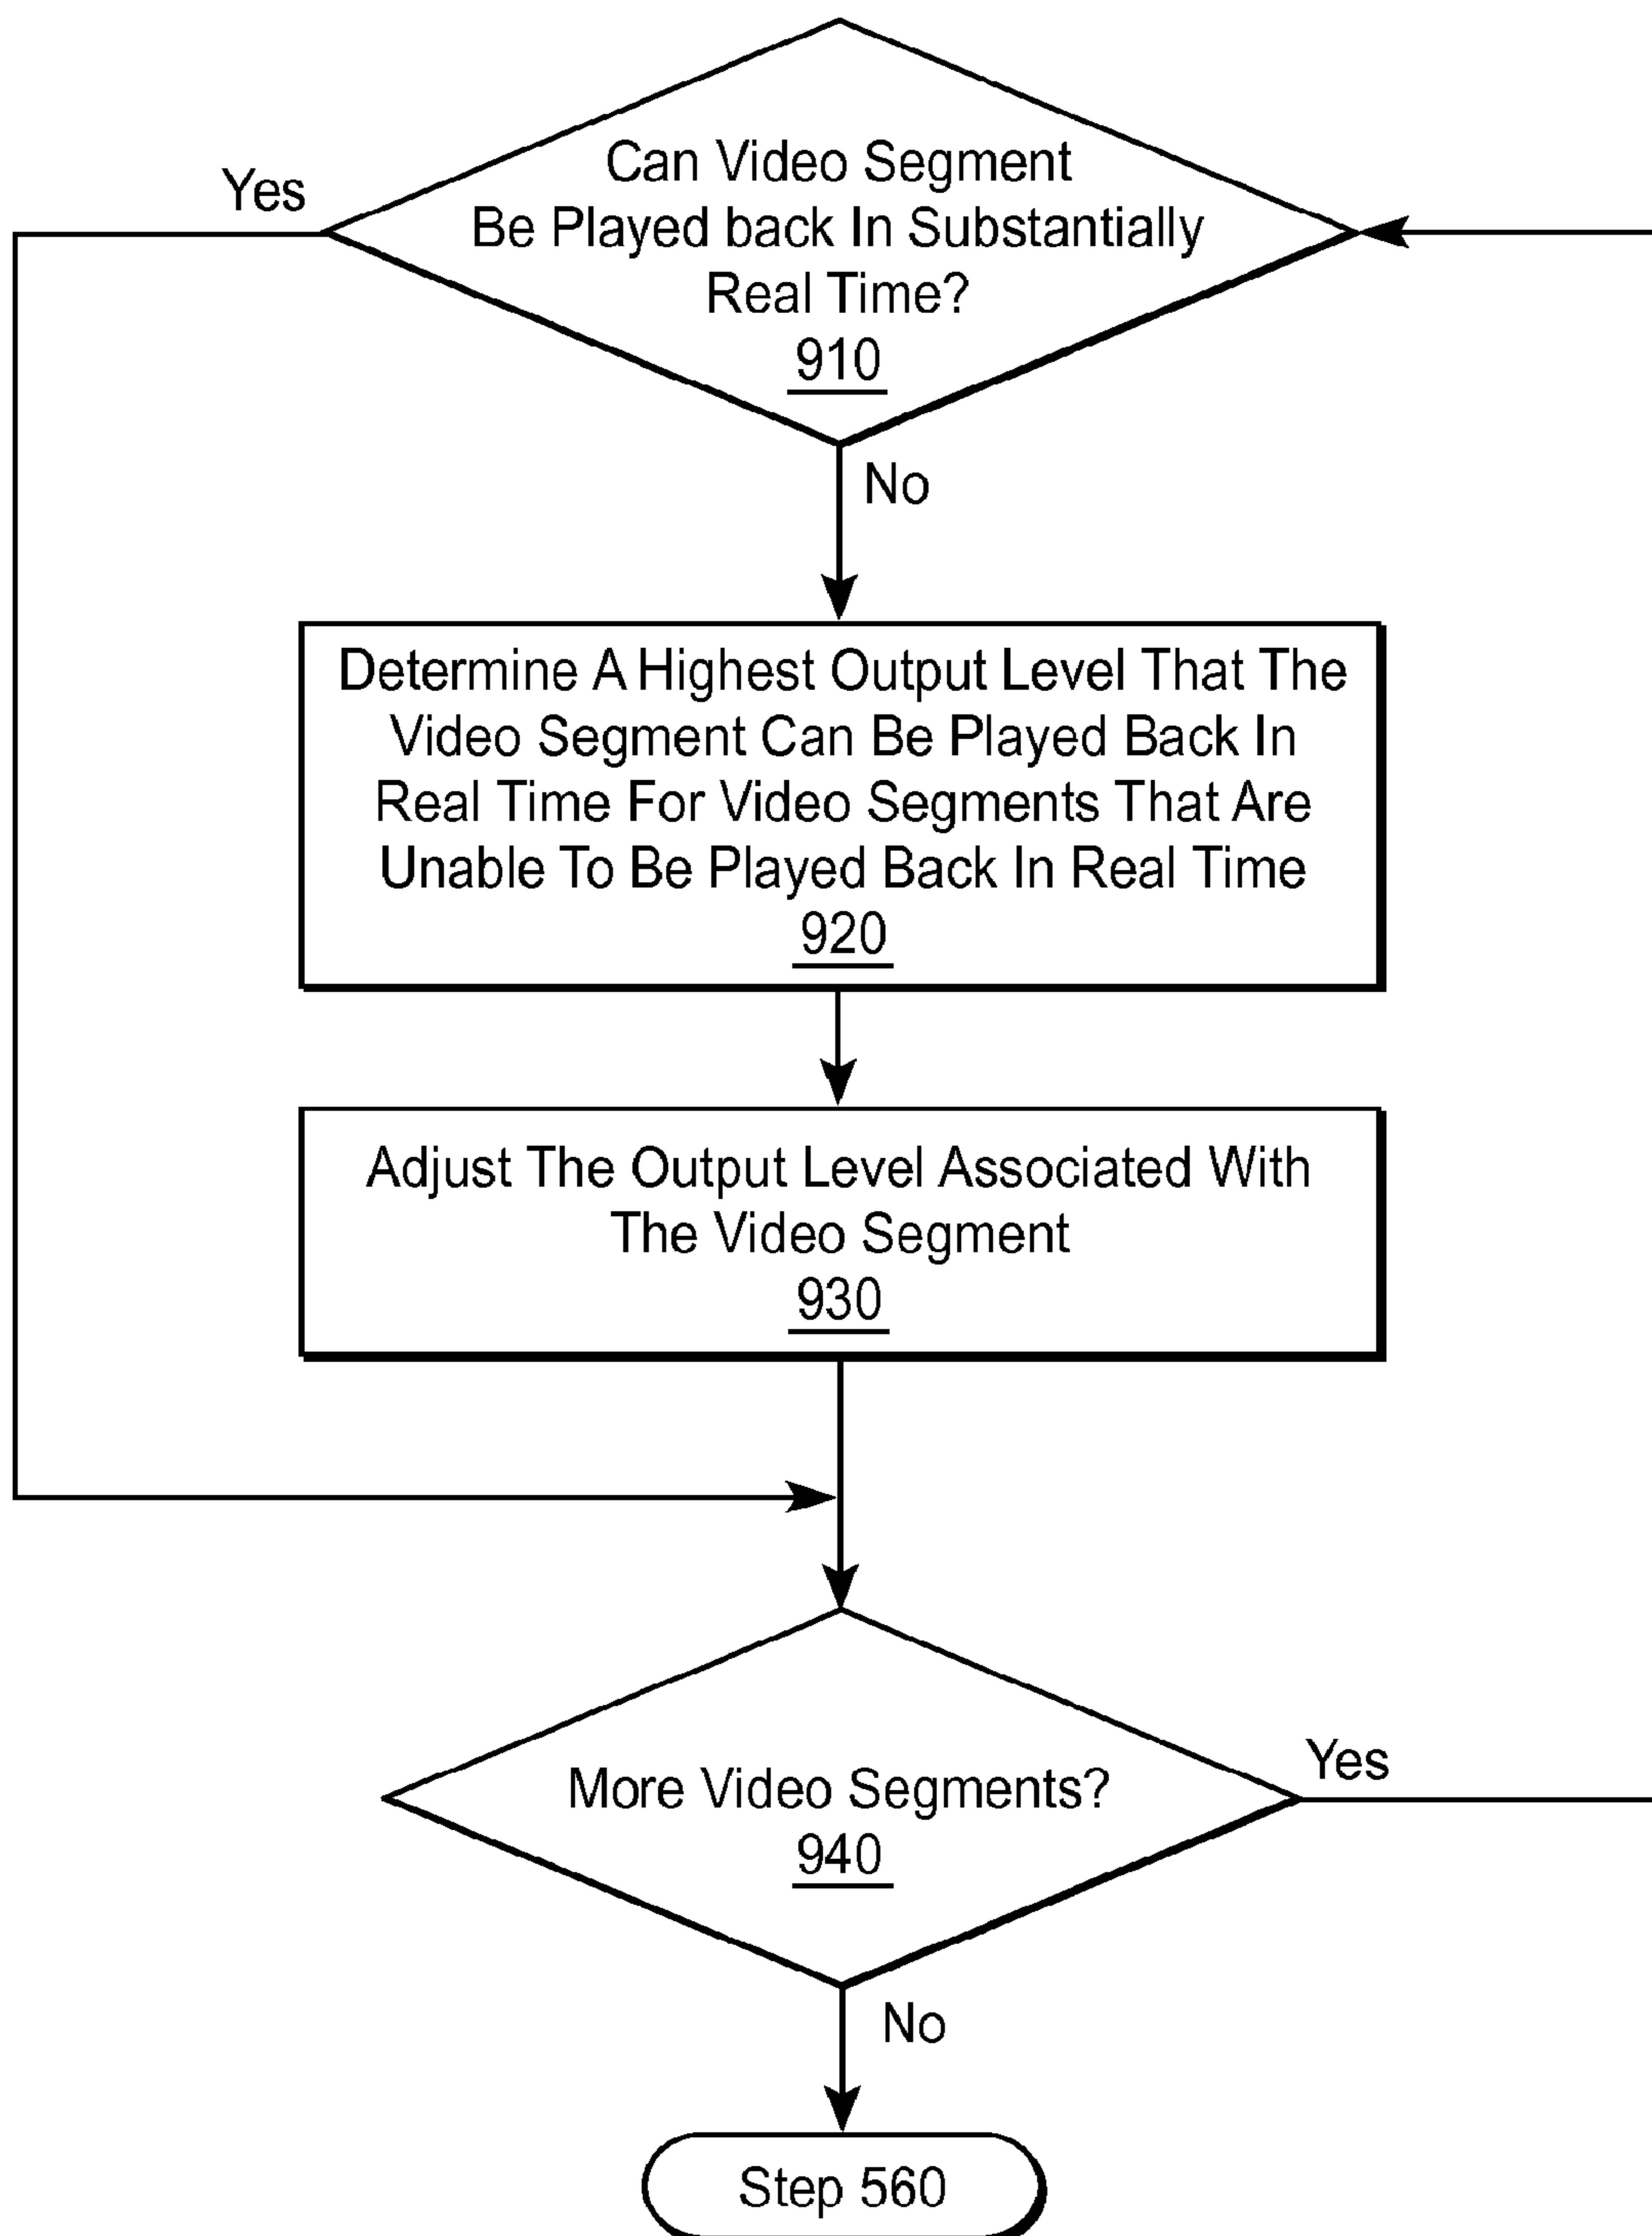 Can Video Segment
Be Played back In Substantially
Real Time?
910
Yes
No
Determine A Highest Output Level That The
Video Segment Can Be Played Back In
Real Time For Video Segments That Are
Unable To Be Played Back In Real Time
920
Adjust The Output Level Associated With
The Video Segment
930
More Video Segments?
940
Yes
No
Step 560